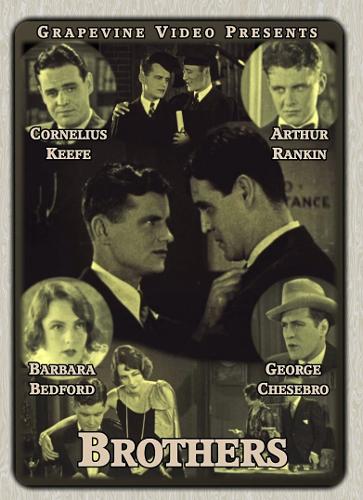 GRAPEVINE VIDEO PRESENTS
CORNELIUS
KEEFE
ARTHUR
RANKIN
BARBARA
BEDFORD
GEORGE
CHESEBRO
BROTHERS